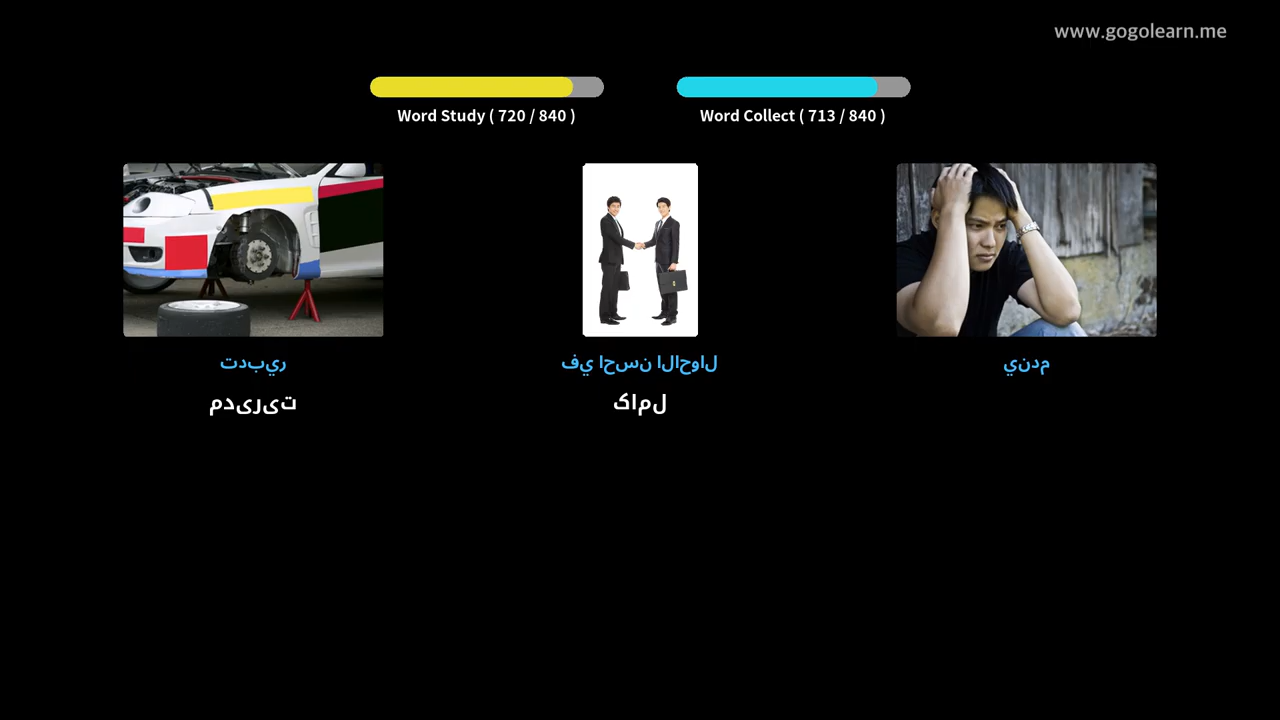 www.gogolearn.me
Word Study ( 720 / 840 )
Word Collect ( 713 / 840 )
تدبير
في احسن الاحوال
يندم
مدیریت
کامل